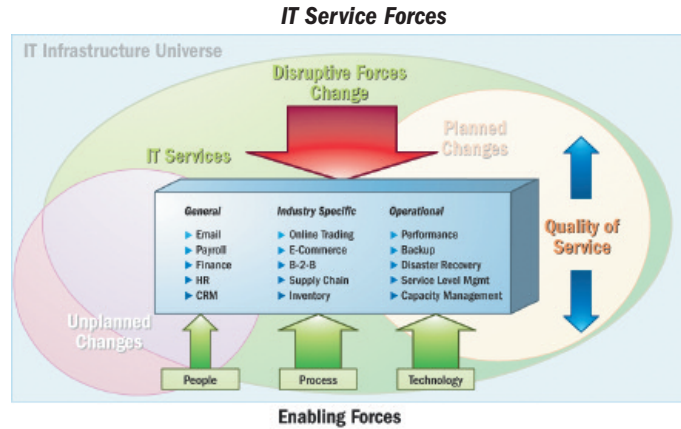 IT Service Forces
IT Infrastructure Universe
Disruptive Forces
Change
Planned
Changes
IT Services
General
Email
Payroll
Finance
HR
CRM
Industry Specific
Online Trading
E-Commerce
B-2-B
Supply Chain
Inventory
Operational
Performance
Backup
Disaster Recovery
Service Level Mgmt
Capacity Management
Quality of
Service
Unplanned
Changes
People
Process
Technology
Enabling Forces